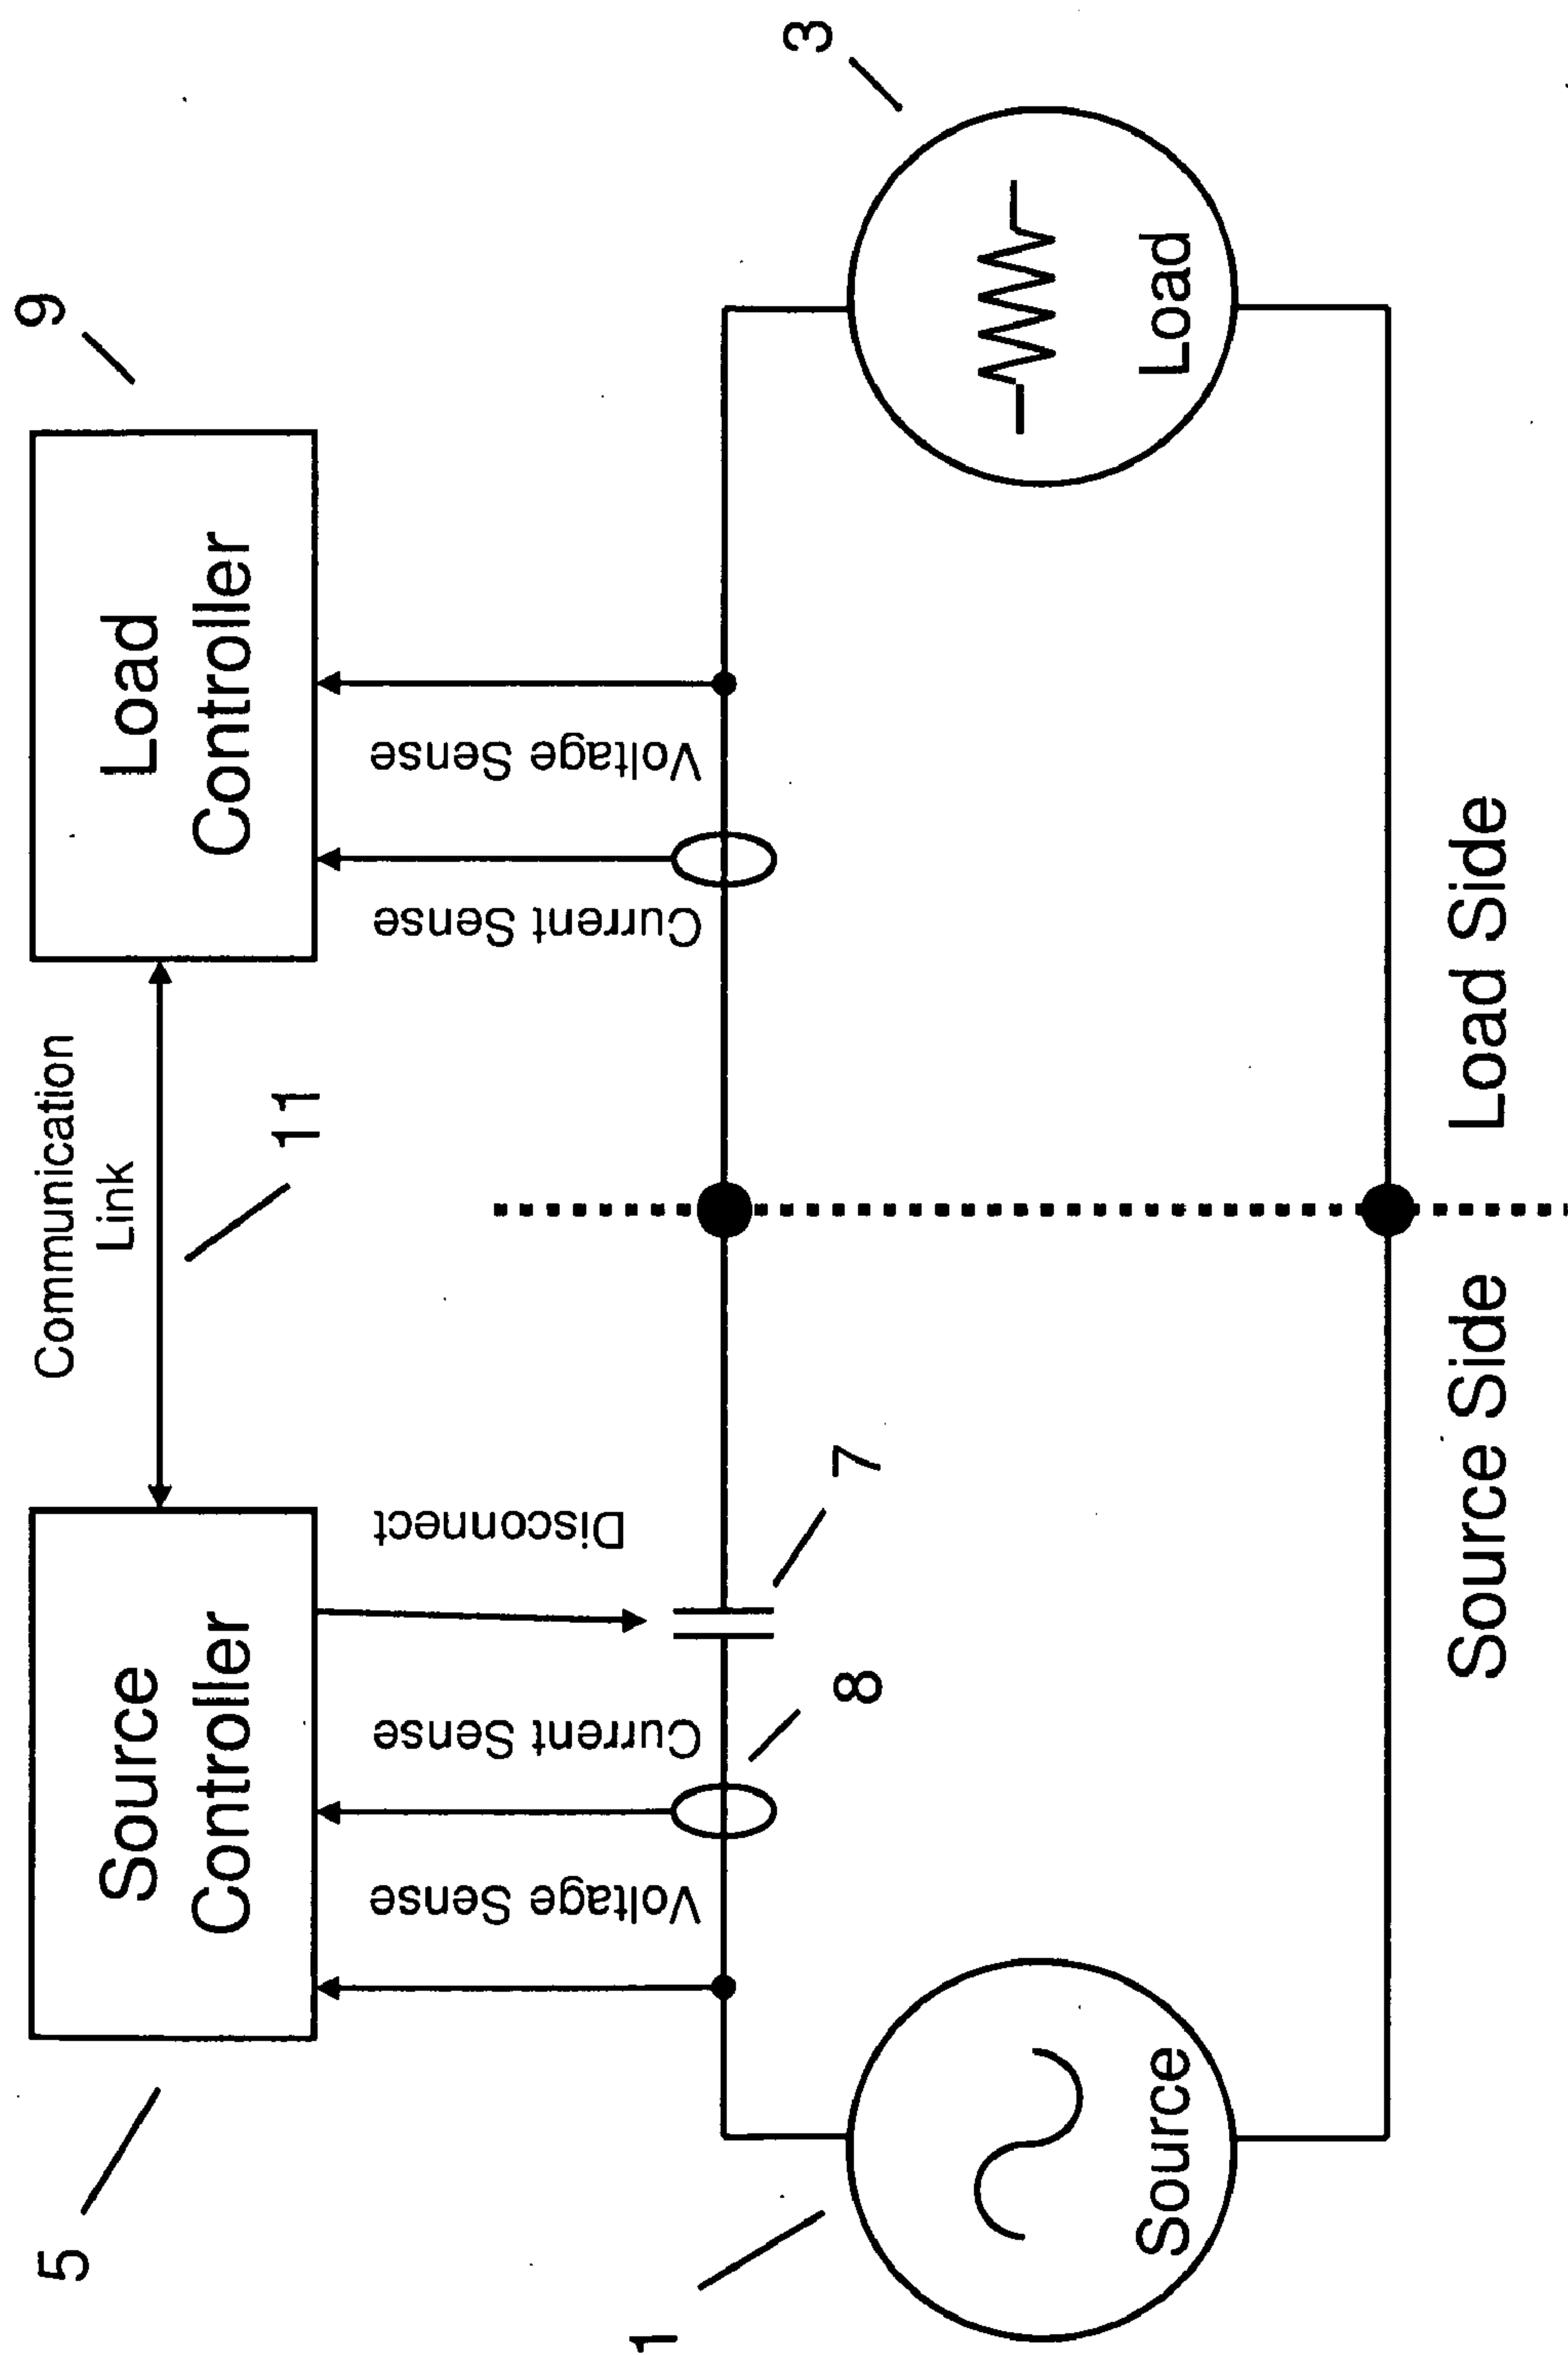 5
Source
Controller
Communication
Link
11
Load
Controller
9
Voltage Sense
Current Sense
Disconnect
Current Sense
Voltage Sense
8
7
1
Source
3
Load
Source Side
Load Side